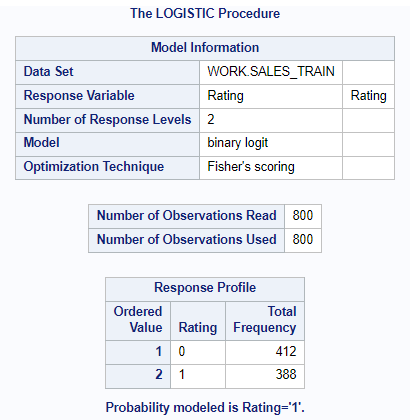 The LOGISTIC Procedure
Model Information
Data Set WORK.SALES_TRAIN
Response Variable Rating Rating
Number of Response Levels 2
Model binary logit
Optimization Technique Fisher's scoring
Number of Observations Read 800
Number of Observations Used 800
Response Profile
Ordered Total
Value Rating Frequency
1 0 412
2 1 388
Probability modeled is Rating='1'.